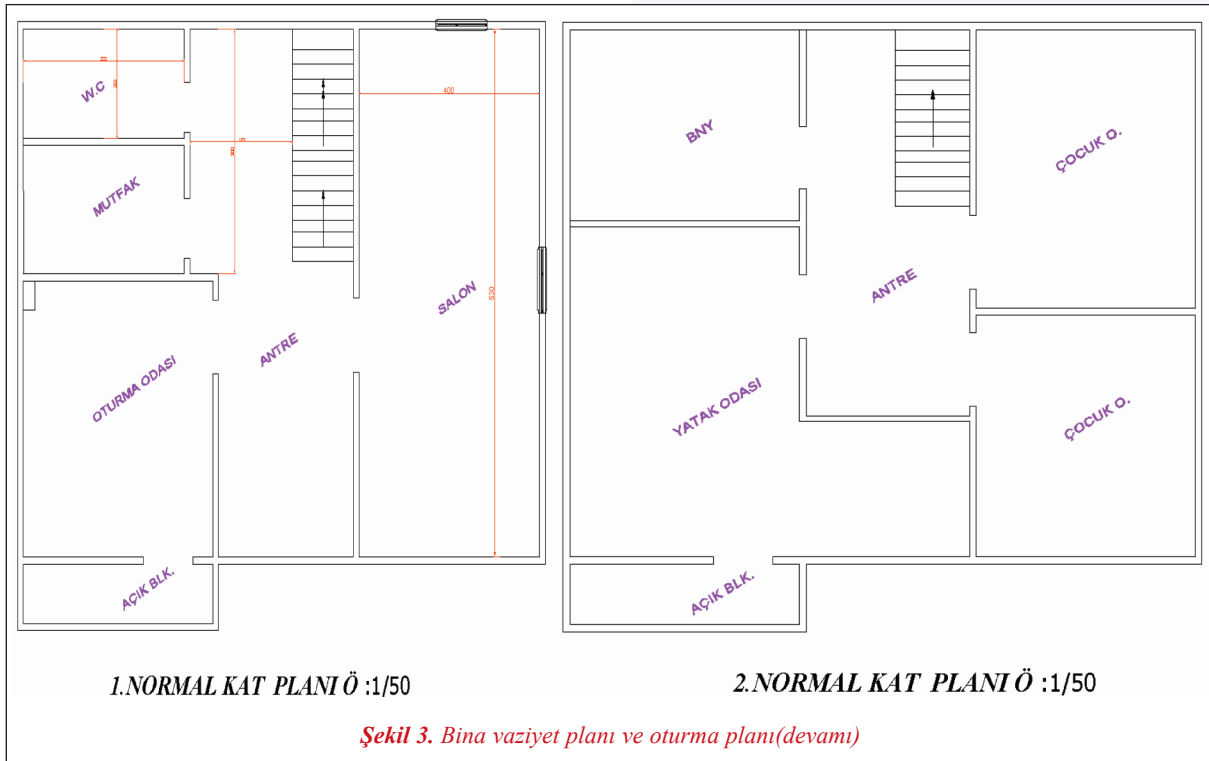 W.C
400
MUTFAK
300
SALON
530
ANTRE
OTURMA ODASI
AÇIK BLK.
1.NORMAL KAT PLANI Ö :1/50
BNY
ÇOCUK O.
ANTRE
YATAK ODASI
ÇOCUK O.
AÇIK BLK.
2.NORMAL KAT PLANI Ö :1/50
Şekil 3. Bina vaziyet planı ve oturma planı(devamı)